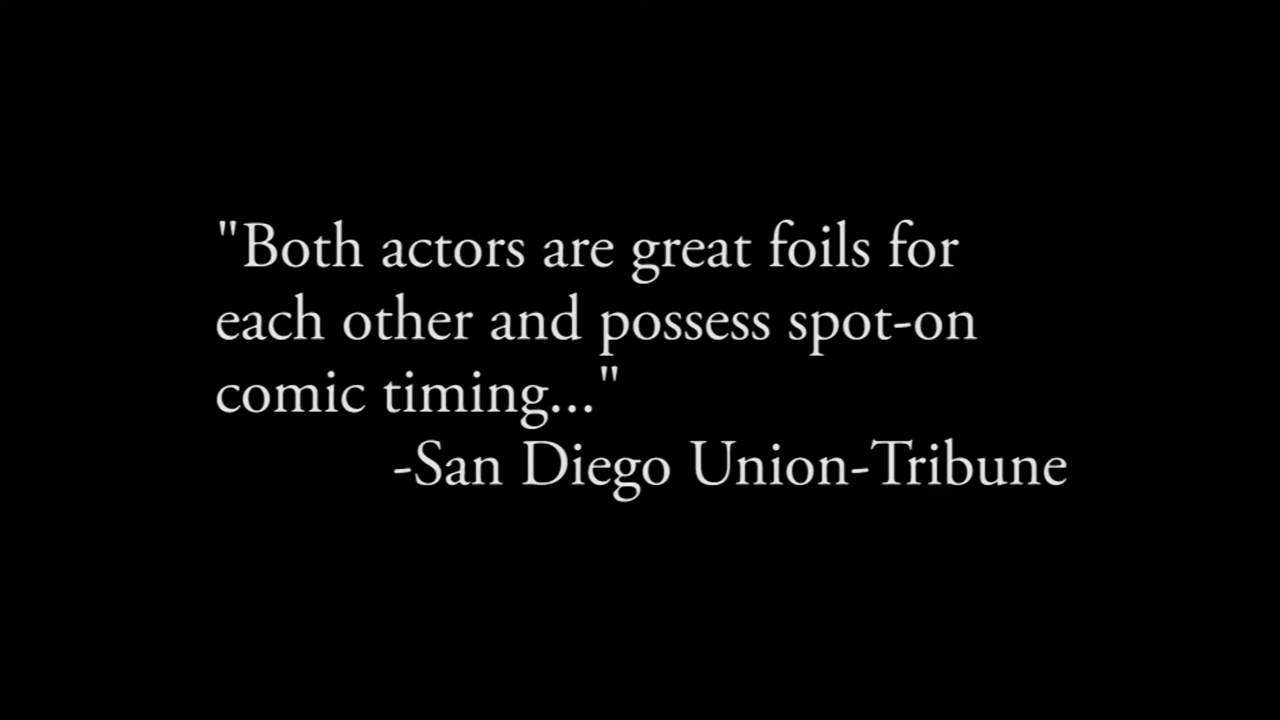 "Both actors are great foils for
each other and possess spot-on
comic timing..."
-San Diego Union-Tribune